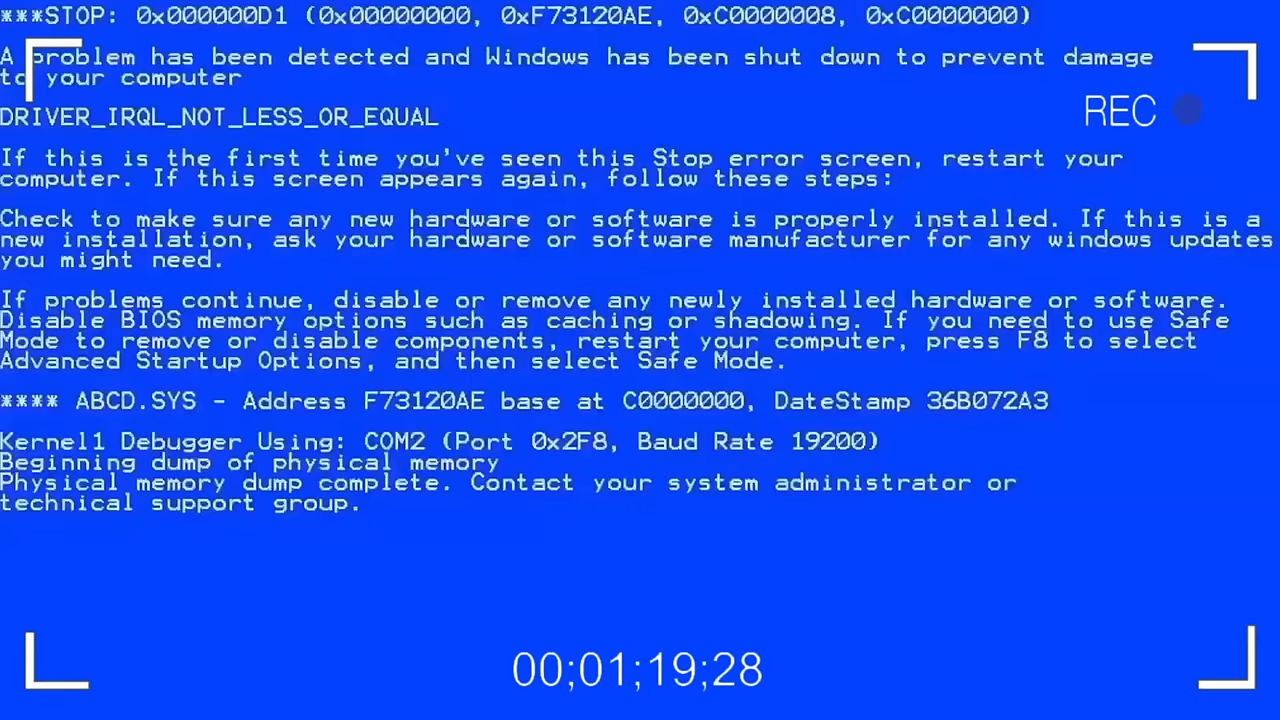 ***STOP: 0x000000D1 (0x00000000, 0xF73120AE, 0xC0000008, 0xC0000000)
A problem has been detected and Windows has been shut down to prevent damage
to your computer
DRIVER_IRQL_NOT_LESS_OR_EQUAL
REC
If this is the first time you've seen this Stop error screen, restart your
computer. If this screen appears again, follow these steps:
Check to make sure any new hardware or software is properly installed. If this is a
new installation, ask your hardware or software manufacturer for any windows updates
you might need.
If problems continue, disable or remove any newly installed hardware or software.
Disable BIOS memory options such as caching or shadowing. If you need to use Safe
Mode to remove or disable components, restart your computer, press F8 to select
Advanced Startup Options, and then select Safe Mode.
**** ABCD.SYS - Address F73120AE base at C0000000, DateStamp 36B072A3
Kernel1 Debugger Using: COM2 (Port 0x2F8, Baud Rate 19200)
Beginning dump of physical memory
Physical memory dump complete. Contact your system administrator or
technical support group.
00;01;19;28